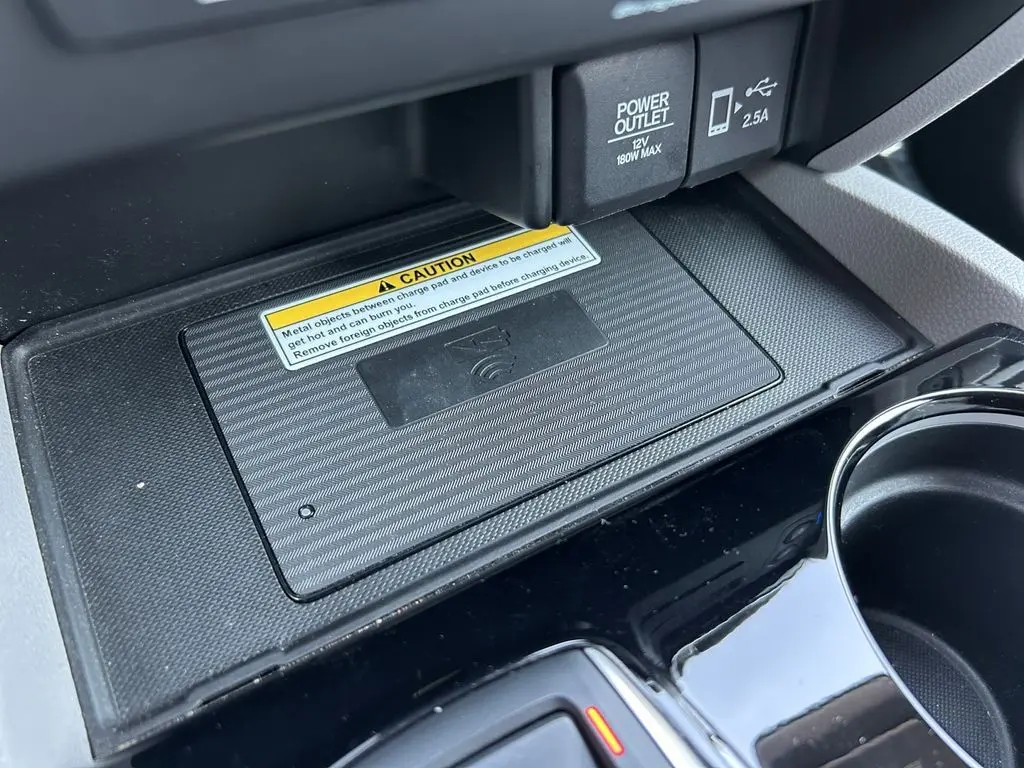 POWER
OUTLET
12V
180W MAX
2.5A
CAUTION
Metal objects between charge pad and device to be charged will
get hot and can burn you.
Remove foreign objects from charge pad before charging device.